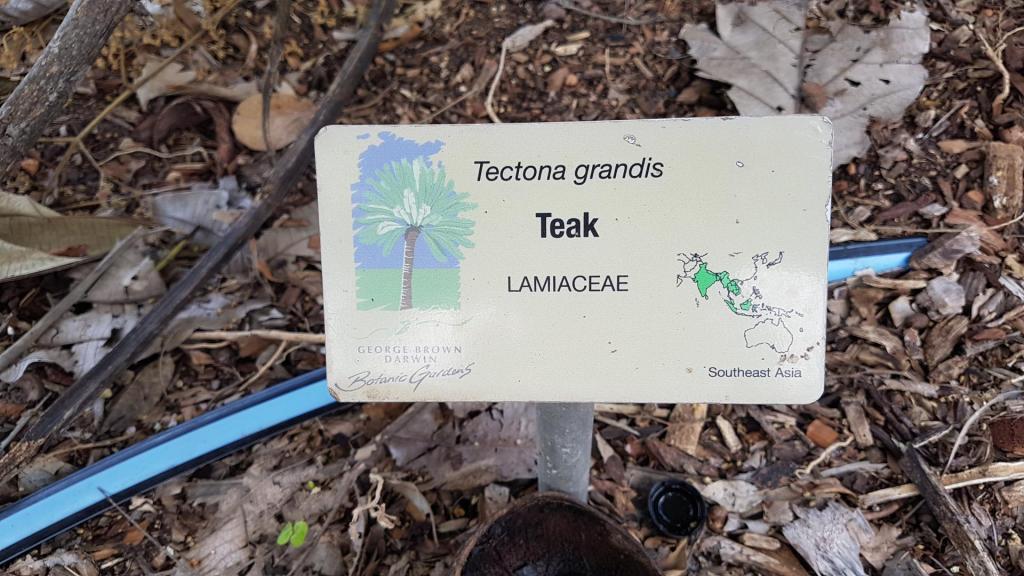 Tectona grandis
Teak
LAMIACEAE
GEORGE BROWN
DARWIN
Botanic Gardens
Southeast Asia